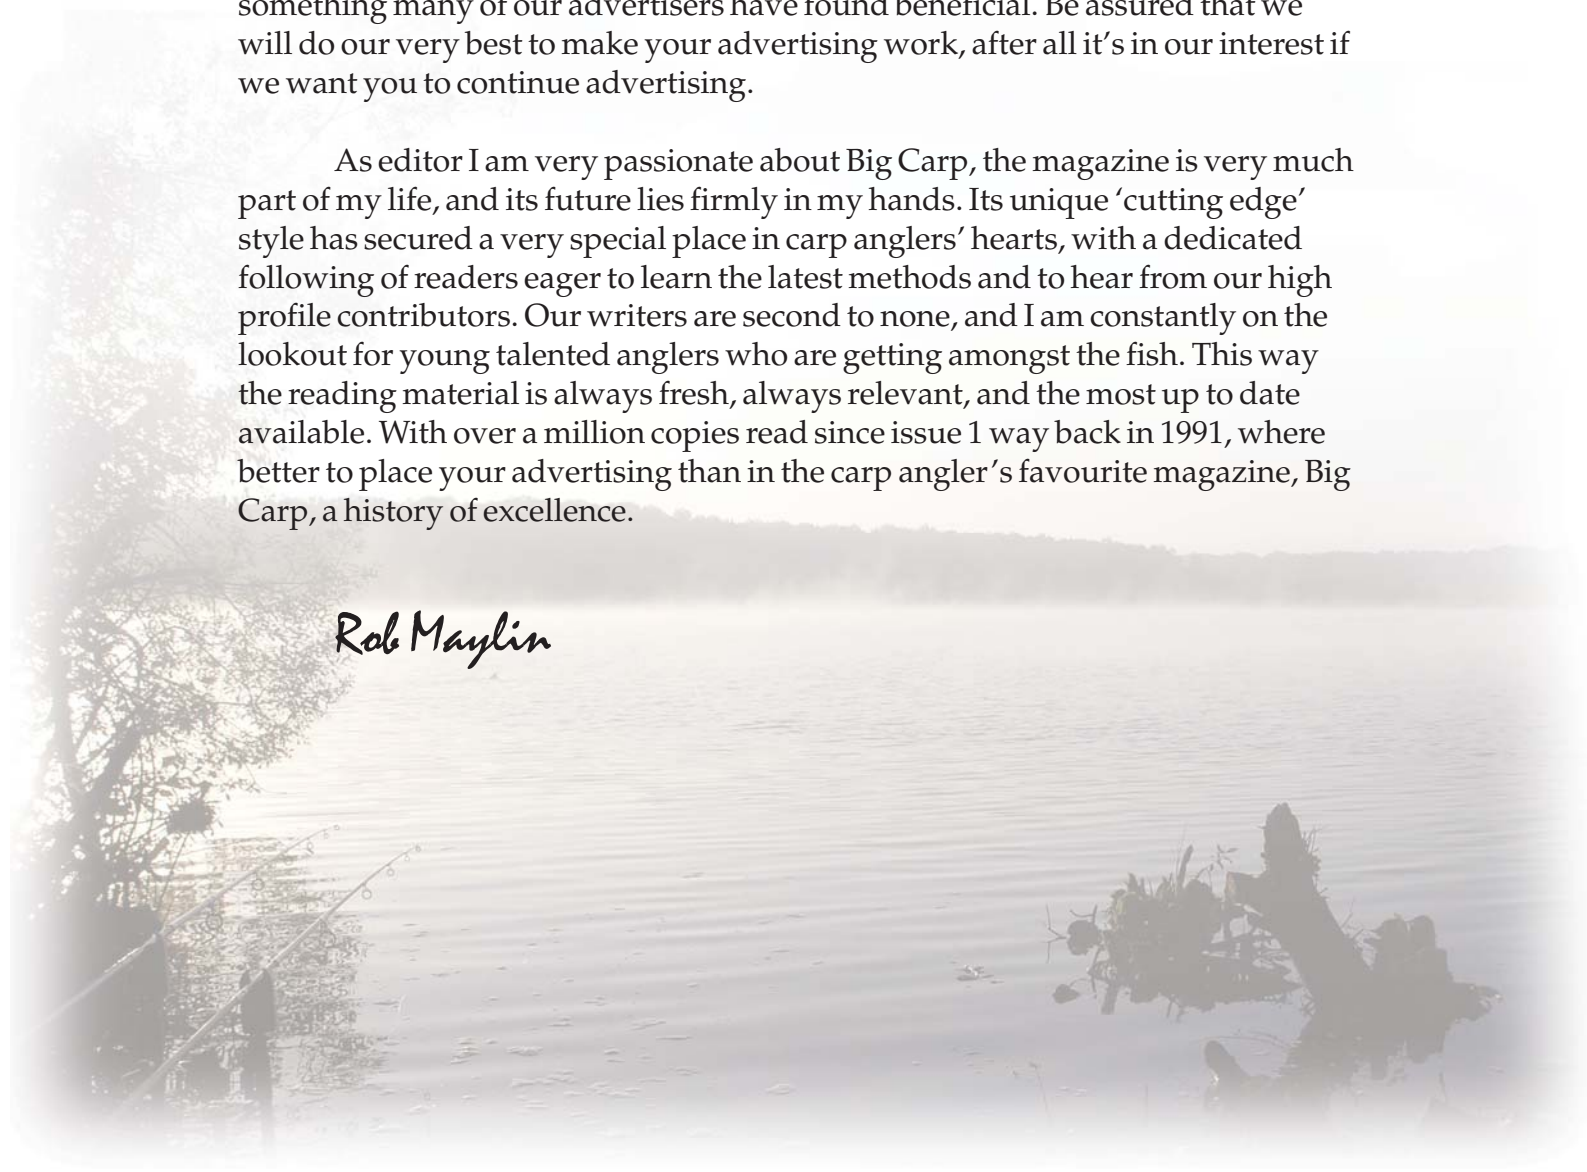 something many of our advertisers have found beneficial. Be assured that we
will do our very best to make your advertising work, after all it’s in our interest if
we want you to continue advertising.
As editor I am very passionate about Big Carp, the magazine is very much
part of my life, and its future lies firmly in my hands. Its unique ‘cutting edge’
style has secured a very special place in carp anglers’ hearts, with a dedicated
following of readers eager to learn the latest methods and to hear from our high
profile contributors. Our writers are second to none, and I am constantly on the
lookout for young talented anglers who are getting amongst the fish. This way
the reading material is always fresh, always relevant, and the most up to date
available. With over a million copies read since issue 1 way back in 1991, where
better to place your advertising than in the carp angler’s favourite magazine, Big
Carp, a history of excellence.
Rob Maylin